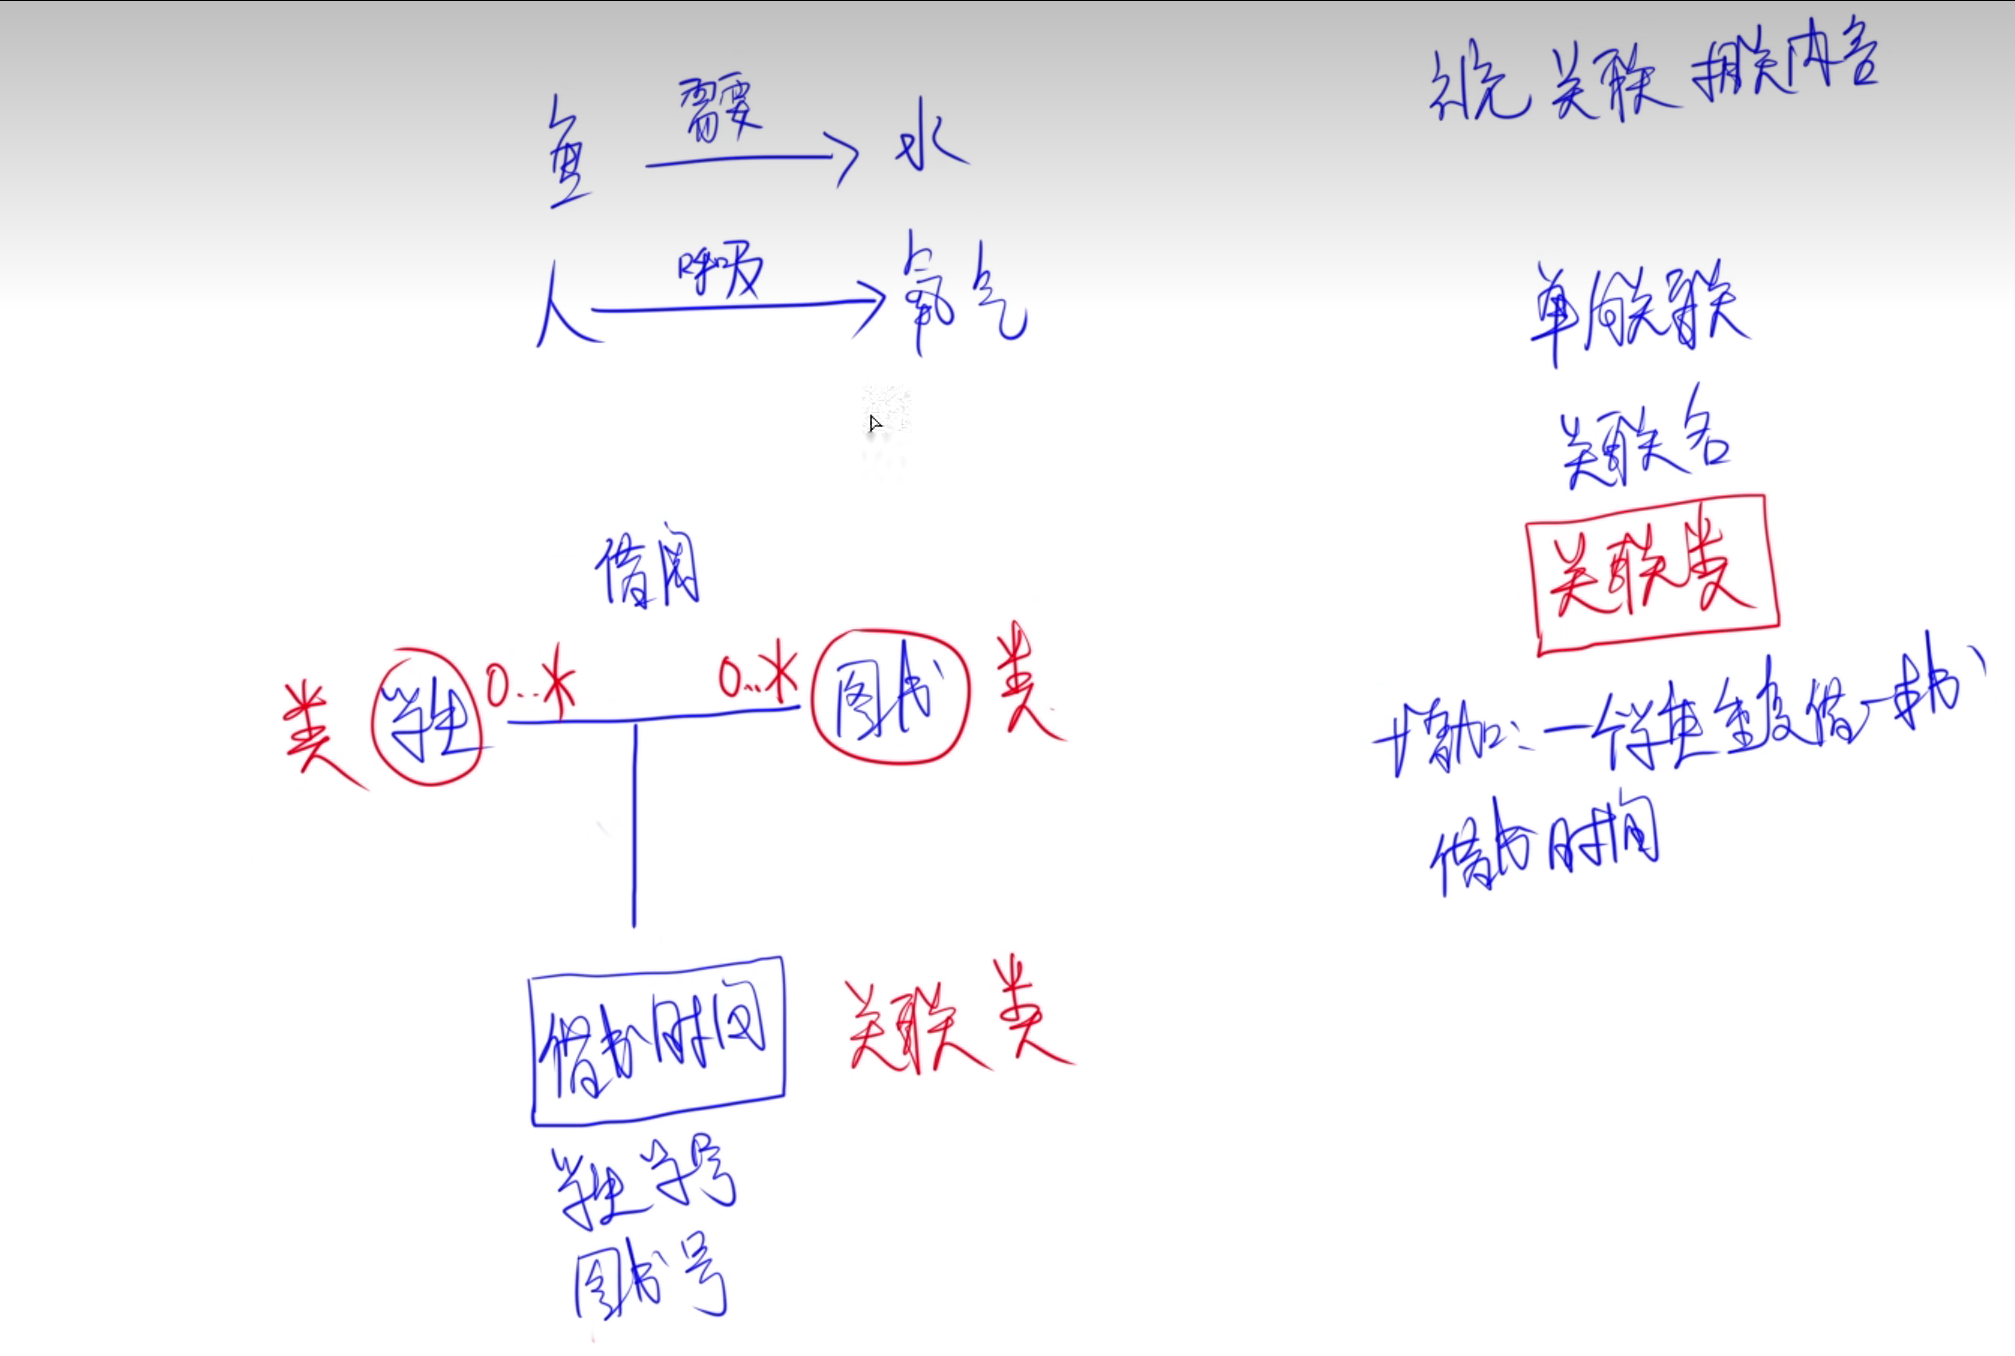 补充 关联 相关内容
鱼 需要 水
人 呼吸 氧气
单向关联
关联名
关联类
借阅
类 学生 0..* 0..* 图书 类
增加:一个学生重复借一本书
借书时间
借书时间 关联类
学生学号
图书号